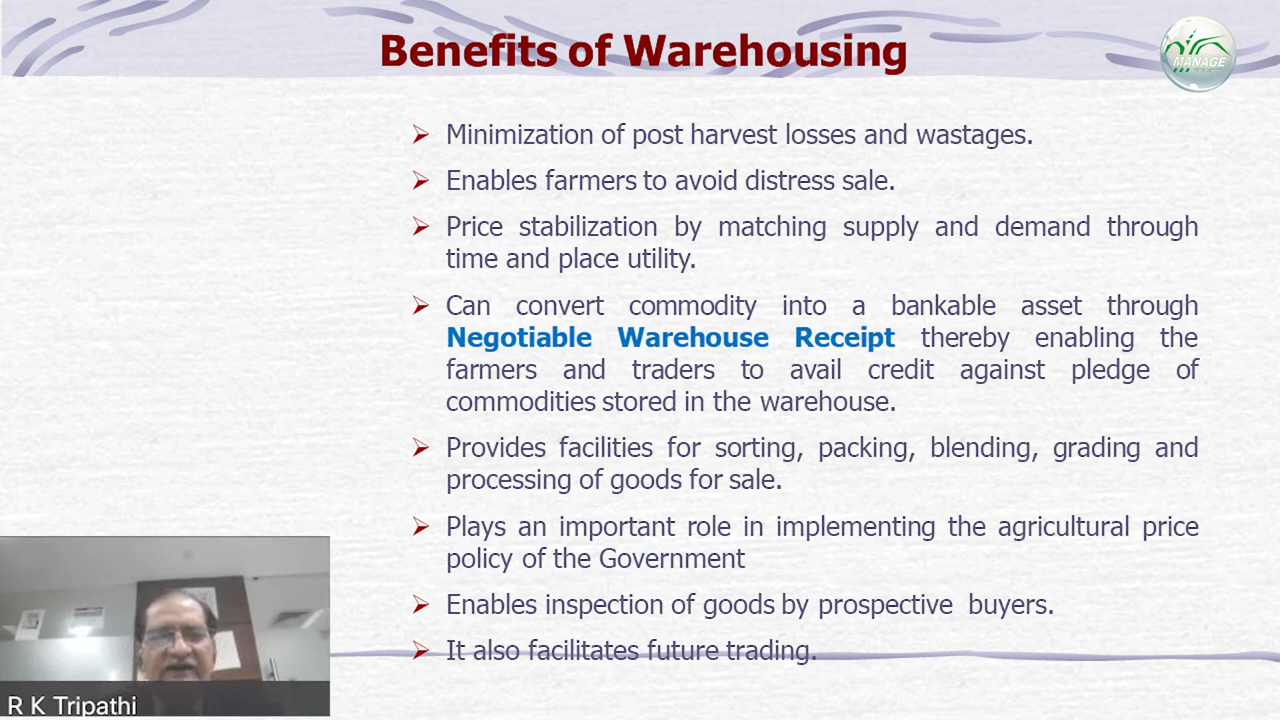 Benefits of Warehousing
MANAGE
Minimization of post harvest losses and wastages.
Enables farmers to avoid distress sale.
Price stabilization by matching supply and demand through
time and place utility.
Can convert commodity into a bankable asset through
Negotiable Warehouse Receipt thereby enabling the
farmers and traders to avail credit against pledge of
commodities stored in the warehouse.
Provides facilities for sorting, packing, blending, grading and
processing of goods for sale.
Plays an important role in implementing the agricultural price
policy of the Government
Enables inspection of goods by prospective buyers.
It also facilitates future trading.
R K Tripathi